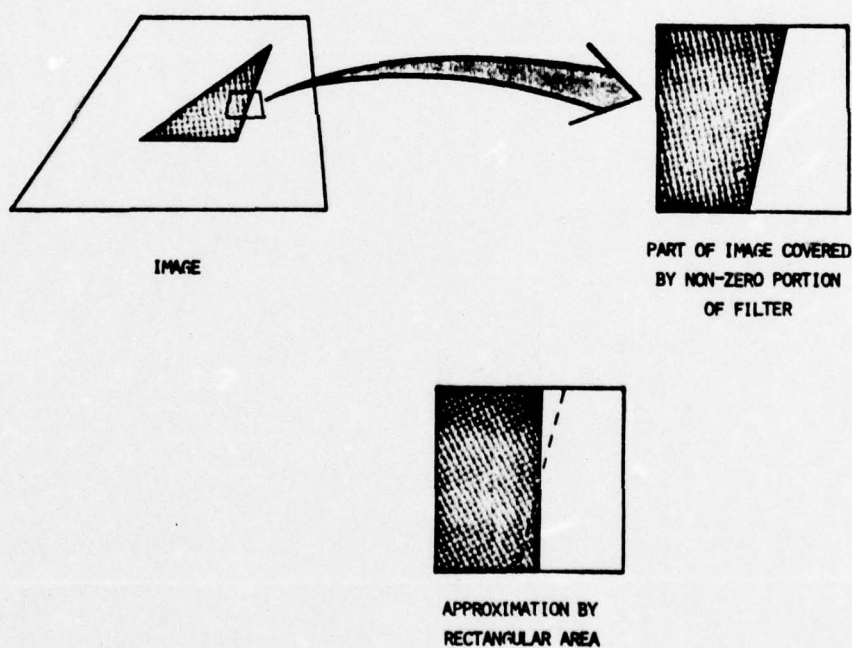 IMAGE
PART OF IMAGE COVERED
BY NON-ZERO PORTION
OF FILTER
APPROXIMATION BY
RECTANGULAR AREA